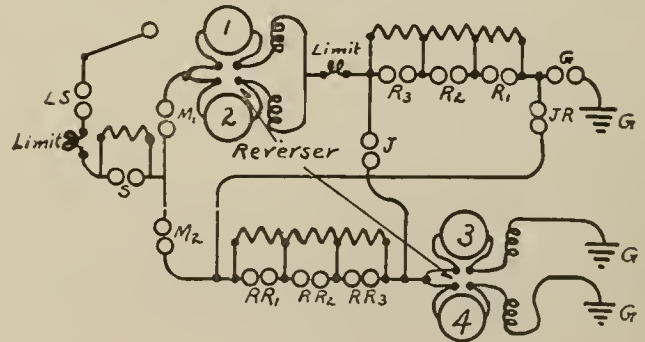 1
2
LS
Limit
S
M1
M2
Reverser
Limit
R3
R2
R1
G
G
J
JR
RR1
RR2
RR3
3
4
G
G